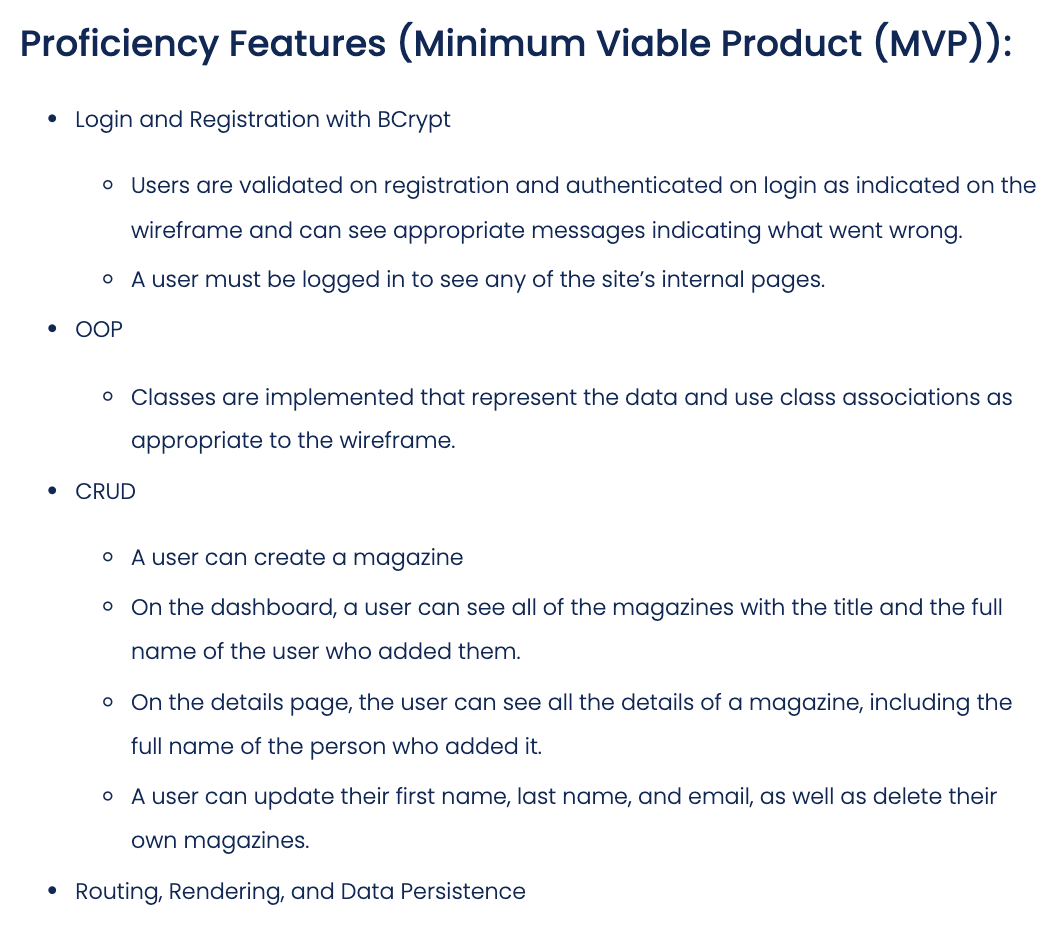 Proficiency Features (Minimum Viable Product (MVP)):
• Login and Registration with BCrypt
◦ Users are validated on registration and authenticated on login as indicated on the
wireframe and can see appropriate messages indicating what went wrong.
◦ A user must be logged in to see any of the site’s internal pages.
• OOP
◦ Classes are implemented that represent the data and use class associations as
appropriate to the wireframe.
• CRUD
◦ A user can create a magazine
◦ On the dashboard, a user can see all of the magazines with the title and the full
name of the user who added them.
◦ On the details page, the user can see all the details of a magazine, including the
full name of the person who added it.
◦ A user can update their first name, last name, and email, as well as delete their
own magazines.
• Routing, Rendering, and Data Persistence